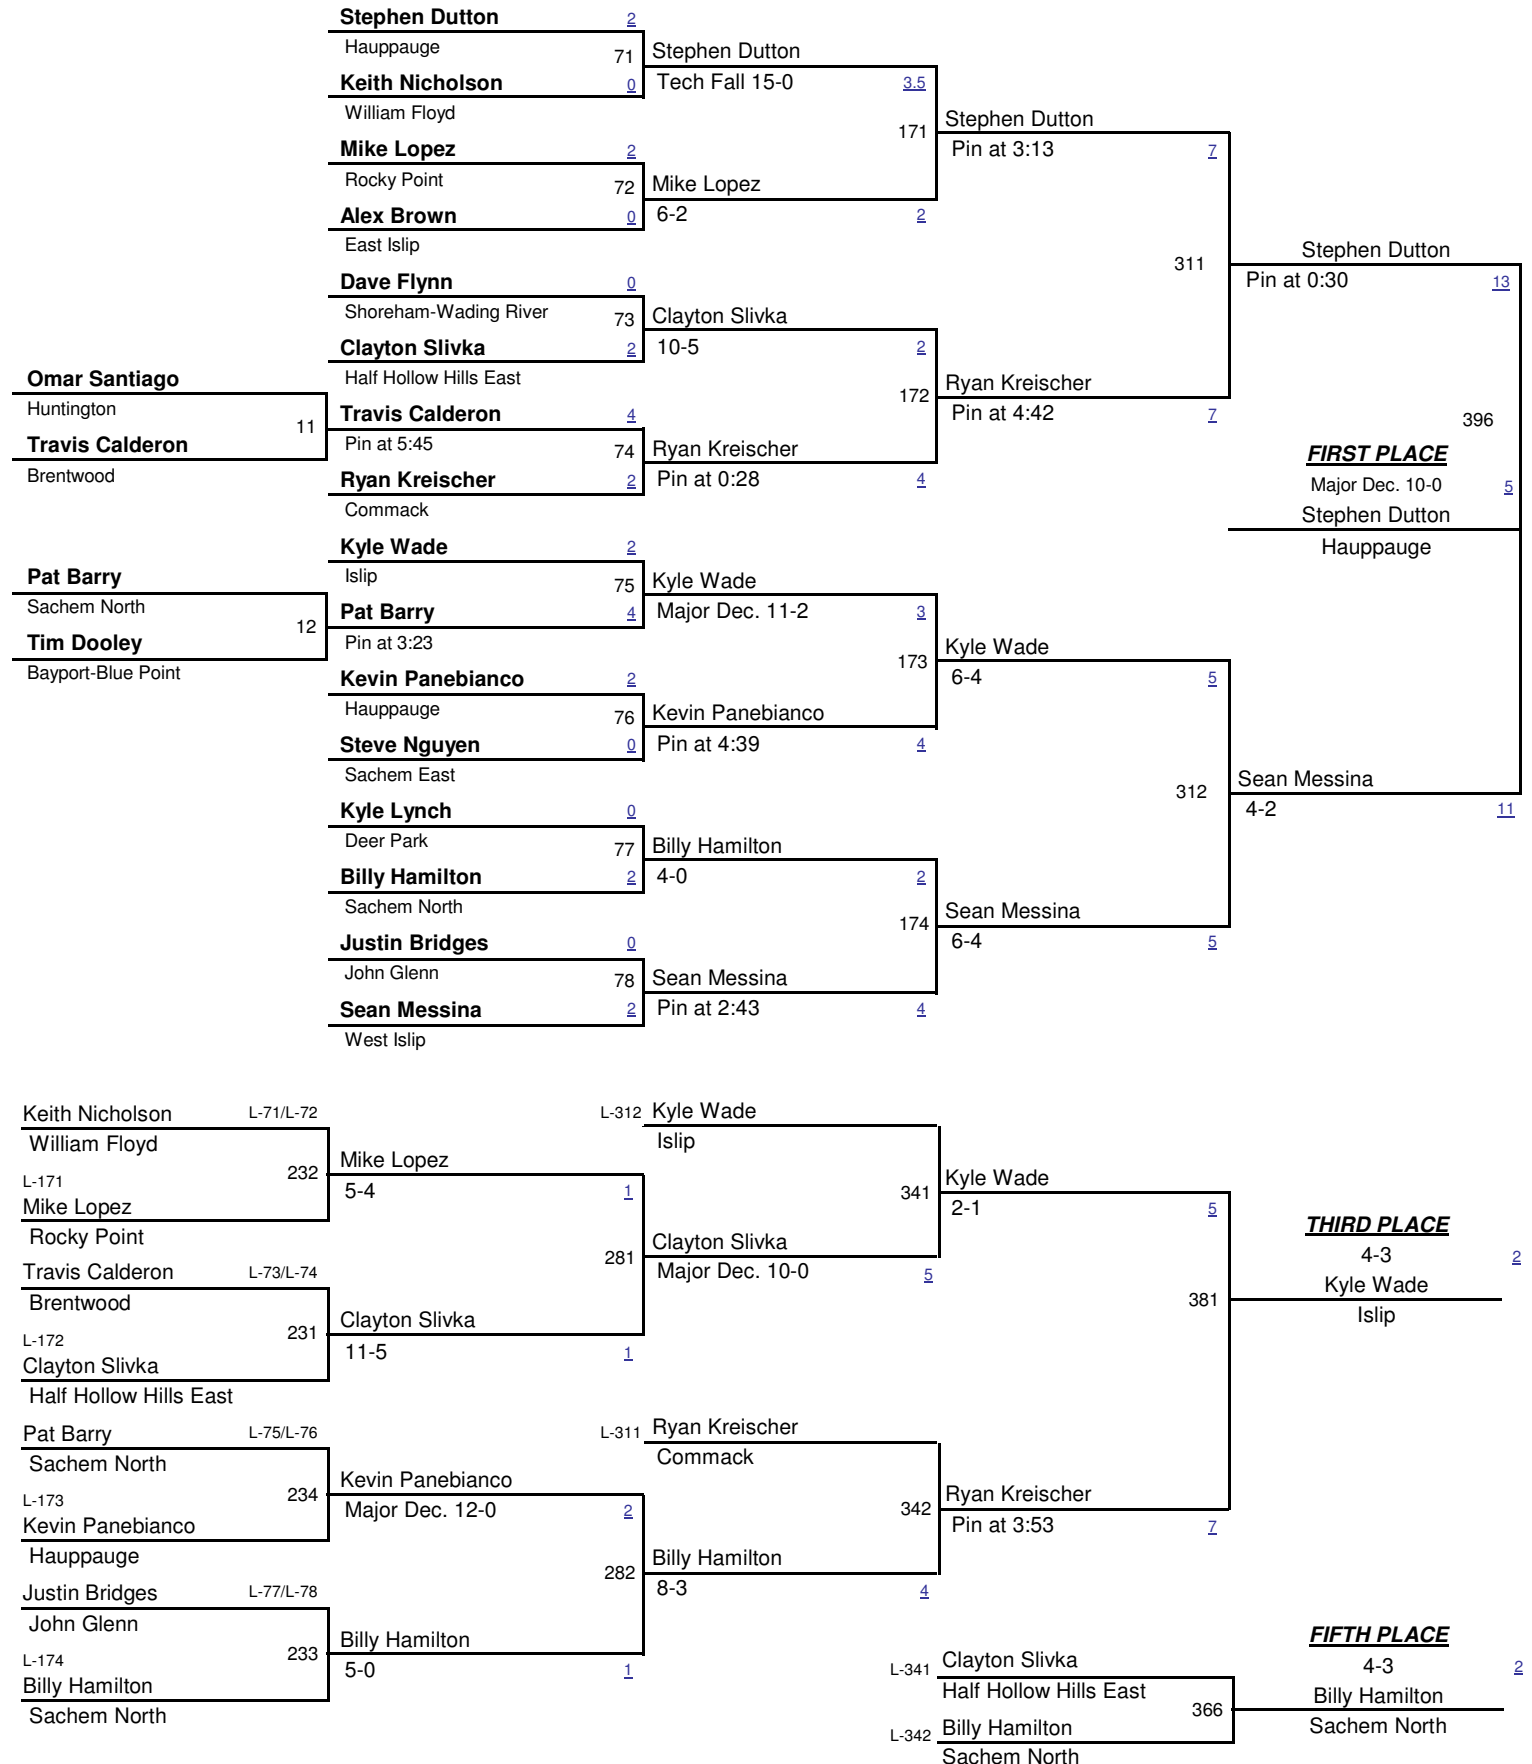 Stephen Dutton 2
Hauppauge
71
Keith Nicholson 0
William Floyd
Mike Lopez 2
Rocky Point
72
Alex Brown 0
East Islip
Dave Flynn 0
Shoreham-Wading River
73
Clayton Slivka 2
Half Hollow Hills East
Omar Santiago
Huntington
11
Travis Calderon
Brentwood
Travis Calderon 4
Pin at 5:45
74
Ryan Kreischer 2
Commack
Pat Barry
Sachem North
12
Tim Dooley
Bayport-Blue Point
Kyle Wade 2
Islip
75
Pat Barry 4
Pin at 3:23
Kevin Panebianco 2
Hauppauge
76
Steve Nguyen 0
Sachem East
Kyle Lynch 0
Deer Park
77
Billy Hamilton 2
Sachem North
Justin Bridges 0
John Glenn
78
Sean Messina 2
West Islip
Stephen Dutton
Tech Fall 15-0 3.5
171
Mike Lopez
6-2 2
Clayton Slivka
10-5 2
172
Ryan Kreischer
Pin at 0:28 4
Kyle Wade
Major Dec. 11-2 3
173
Kevin Panebianco
Pin at 4:39 4
Billy Hamilton
4-0 2
174
Sean Messina
Pin at 2:43 4
Stephen Dutton
Pin at 3:13 7
311
Ryan Kreischer
Pin at 4:42 7
Kyle Wade
6-4 5
312
Sean Messina
6-4 5
Stephen Dutton
Pin at 0:30 13
396
FIRST PLACE
Major Dec. 10-0 5
Stephen Dutton
Hauppauge
Sean Messina
4-2 11
Keith Nicholson L-71/L-72
William Floyd
232
L-171
Mike Lopez
Rocky Point
Travis Calderon L-73/L-74
Brentwood
231
L-172
Clayton Slivka
Half Hollow Hills East
Pat Barry L-75/L-76
Sachem North
234
L-173
Kevin Panebianco
Hauppauge
Justin Bridges L-77/L-78
John Glenn
233
L-174
Billy Hamilton
Sachem North
Mike Lopez
5-4 1
281
Clayton Slivka
11-5 1
Kevin Panebianco
Major Dec. 12-0 2
282
Billy Hamilton
5-0 1
L-312 Kyle Wade
Islip
341
Clayton Slivka
Major Dec. 10-0 5
L-311 Ryan Kreischer
Commack
342
Billy Hamilton
8-3 4
Kyle Wade
2-1 5
381
Ryan Kreischer
Pin at 3:53 7
THIRD PLACE
4-3 2
Kyle Wade
Islip
L-341 Clayton Slivka
Half Hollow Hills East
366
L-342 Billy Hamilton
Sachem North
FIFTH PLACE
4-3 2
Billy Hamilton
Sachem North